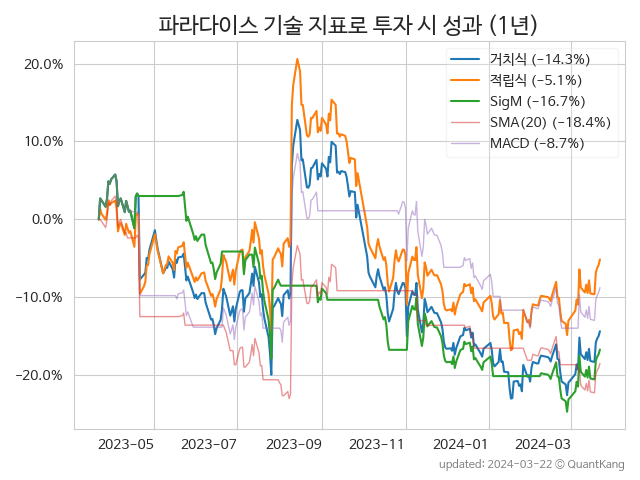 파라다이스 기술 지표로 투자 시 성과 (1년)
거치식 (−14.3%)
적립식 (−5.1%)
SigM (−16.7%)
SMA(20) (−18.4%)
MACD (−8.7%)
20.0%
10.0%
0.0%
−10.0%
−20.0%
2023-05 2023-07 2023-09 2023-11 2024-01 2024-03
updated: 2024-03-22 © QuantKang